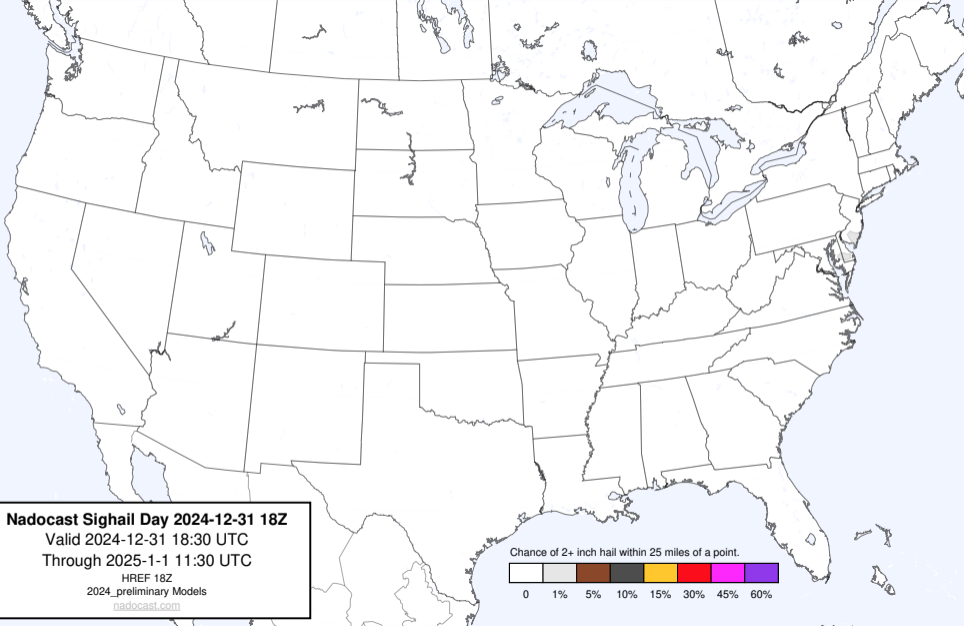 Nadocast Sighail Day 2024-12-31 18Z
Valid 2024-12-31 18:30 UTC
Through 2025-1-1 11:30 UTC
HREF 18Z
2024_preliminary Models
nadocast.com
Chance of 2+ inch hail within 25 miles of a point.
0 1% 5% 10% 15% 30% 45% 60%